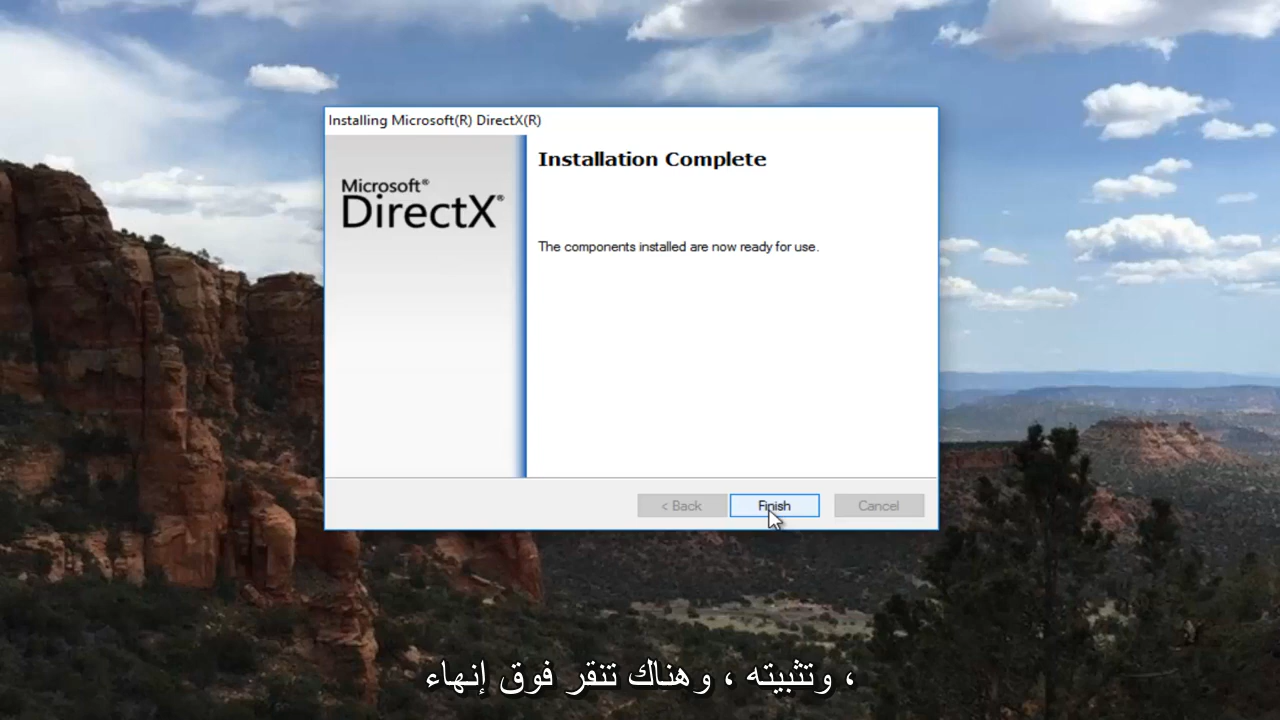 Installing Microsoft(R) DirectX(R)
Microsoft®
DirectX®
Installation Complete
The components installed are now ready for use.
< Back
Finish
Cancel
، وتثبيته ، وهناك تنقر فوق إنهاء